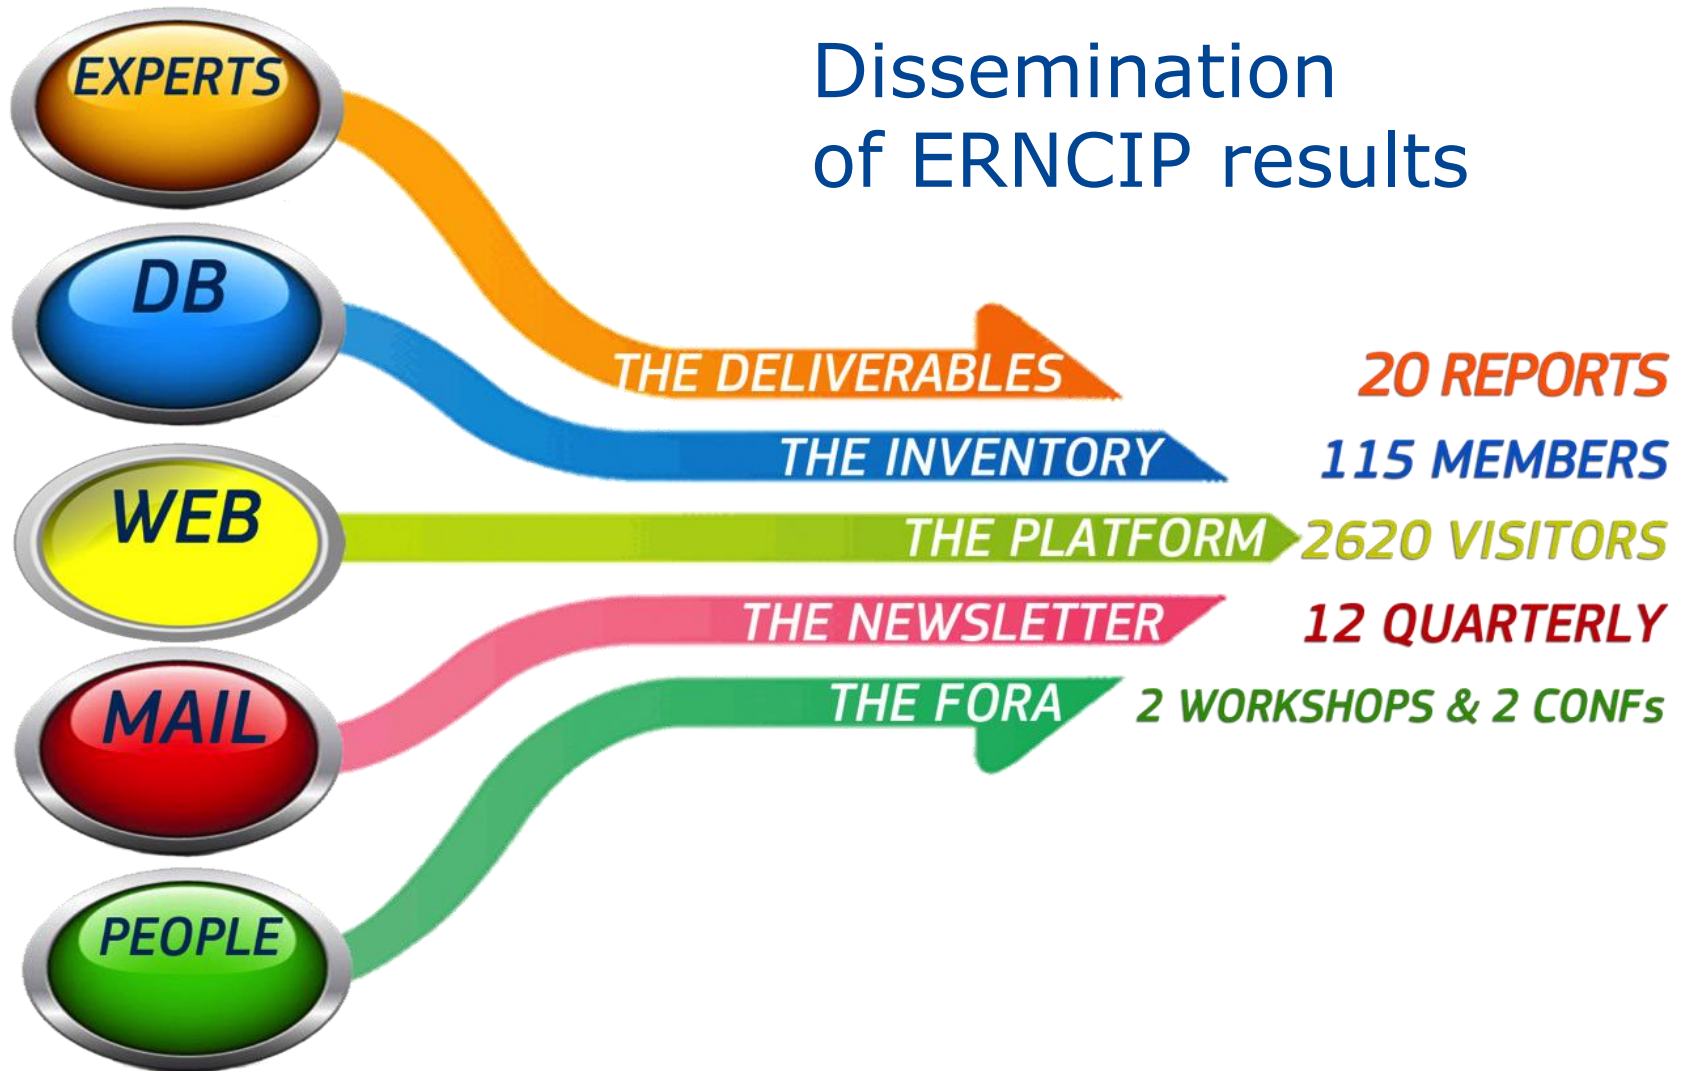 Dissemination
of ERNCIP results
EXPERTS
DB
WEB
MAIL
PEOPLE
THE DELIVERABLES
20 REPORTS
THE INVENTORY
115 MEMBERS
THE PLATFORM
2620 VISITORS
THE NEWSLETTER
12 QUARTERLY
THE FORA
2 WORKSHOPS & 2 CONFs